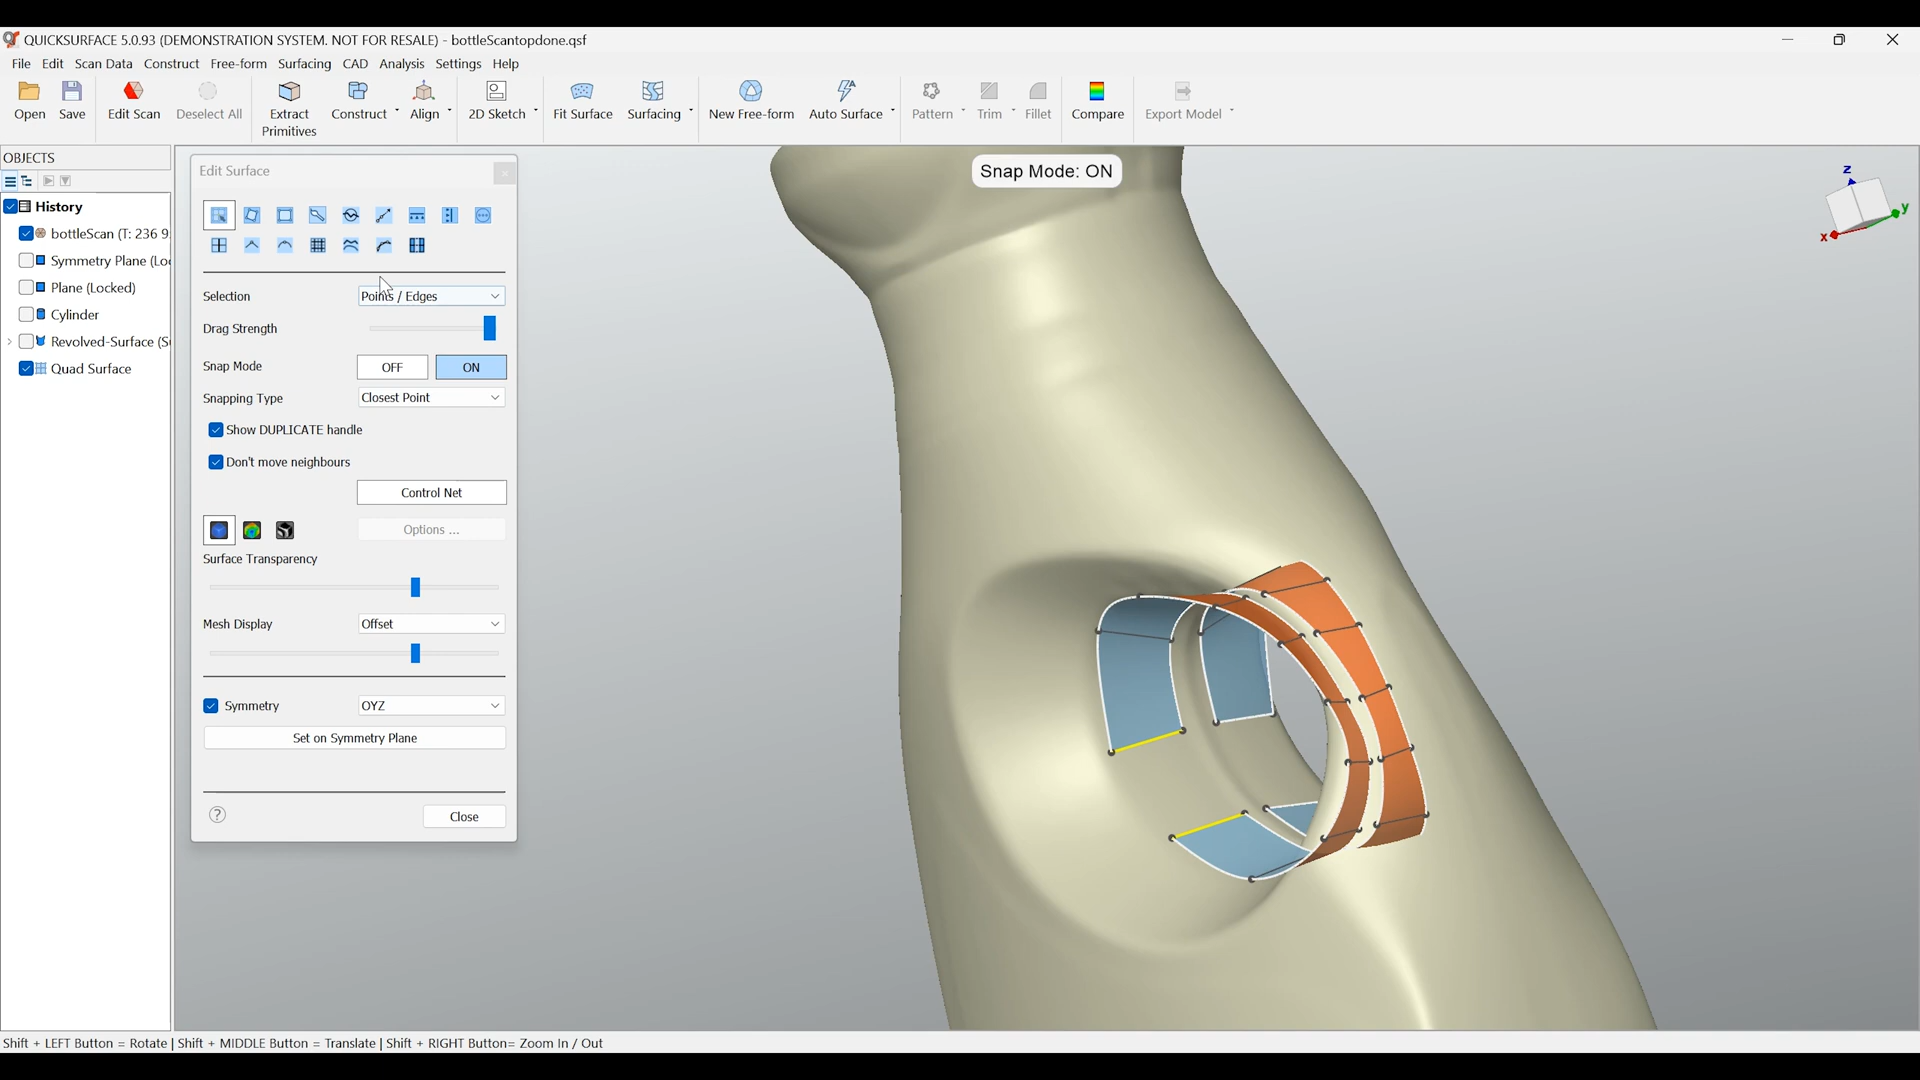 QUICKSURFACE 5.0.93 (DEMONSTRATION SYSTEM. NOT FOR RESALE) - bottleScantopdone.qsf
File Edit Scan Data Construct Free-form Surfacing CAD Analysis Settings Help
Open Save Edit Scan Deselect All Extract Primitives Construct Align 2D Sketch Fit Surface Surfacing New Free-form Auto Surface Pattern Trim Fillet Compare Export Model
OBJECTS
History
bottleScan (T: 236 9
Symmetry Plane (Lo
Plane (Locked)
Cylinder
Revolved-Surface (S
Quad Surface
Edit Surface
Selection Points / Edges
Drag Strength
Snap Mode OFF ON
Snapping Type Closest Point
Show DUPLICATE handle
Don't move neighbours
Control Net
Options ...
Surface Transparency
Mesh Display Offset
Symmetry OYZ
Set on Symmetry Plane
? Close
Snap Mode: ON
z
y
x
Shift + LEFT Button = Rotate | Shift + MIDDLE Button = Translate | Shift + RIGHT Button= Zoom In / Out